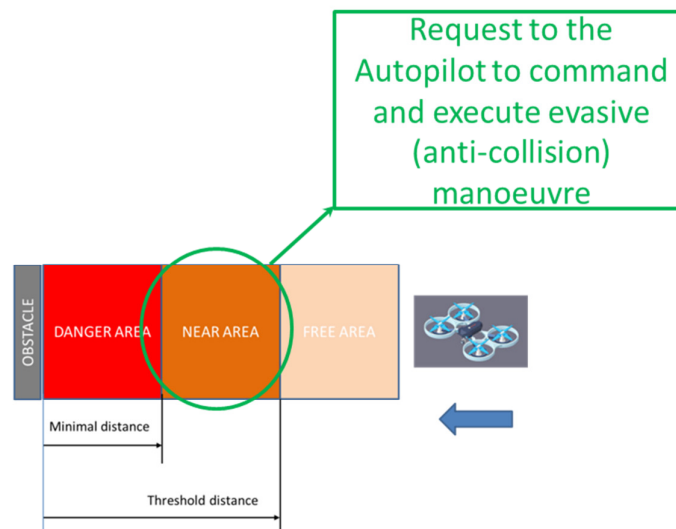 Request to the
Autopilot to command
and execute evasive
(anti-collision)
manoeuvre
OBSTACLE
DANGER AREA
NEAR AREA
FREE AREA
Minimal distance
Threshold distance